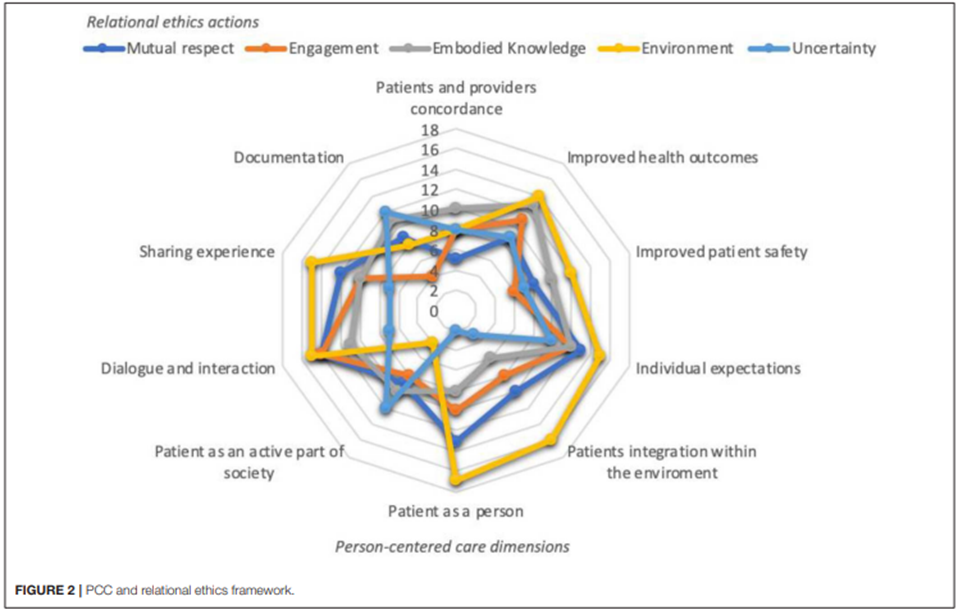 Relational ethics actions
Mutual respect Engagement Embodied Knowledge Environment Uncertainty
Patients and providers
concordance
18
16
14
12
10
8
6
4
2
0
Documentation
Improved health outcomes
Sharing experience
Improved patient safety
Dialogue and interaction
Individual expectations
Patient as an active part of
society
Patients integration within
the enviroment
Patient as a person
Person-centered care dimensions
FIGURE 2 | PCC and relational ethics framework.